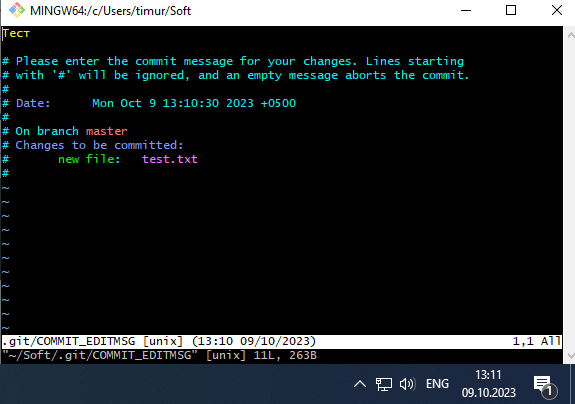 MINGW64:/c/Users/timur/Soft
Тест
# Please enter the commit message for your changes. Lines starting
# with '#' will be ignored, and an empty message aborts the commit.
#
# Date:      Mon Oct 9 13:10:30 2023 +0500
#
# On branch master
# Changes to be committed:
#       new file:   test.txt
#
~
~
~
~
~
~
~
~
~
~
~
.git/COMMIT_EDITMSG [unix] (13:10 09/10/2023) 1,1 All
"~/Soft/.git/COMMIT_EDITMSG" [unix] 11L, 263B
ENG
13:11
09.10.2023
1